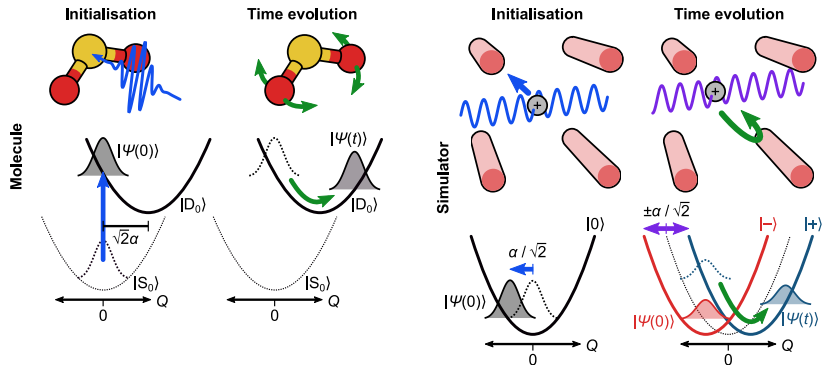 Initialisation
Time evolution
Initialisation
Time evolution
Molecule
Simulator
+
+
|Ψ(0)⟩
|Ψ(t)⟩
|D₀⟩
|D₀⟩
√2α
|S₀⟩
|S₀⟩
Q
Q
0
0
|0⟩
α / √2
|Ψ(0)⟩
±α / √2
|−⟩
|+⟩
|Ψ(0)⟩
|Ψ(t)⟩
0
Q
0
Q